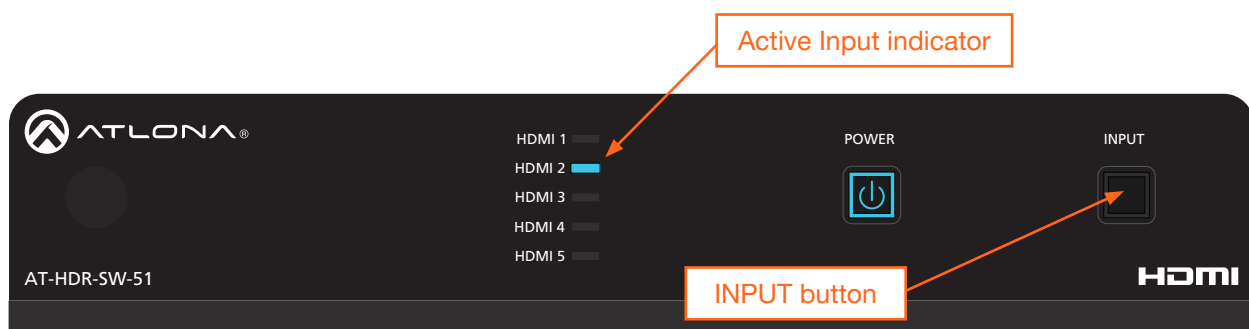 Active Input indicator
ATLONA®
HDMI 1
HDMI 2
HDMI 3
HDMI 4
HDMI 5
POWER
INPUT
AT-HDR-SW-51
INPUT button
HDMI